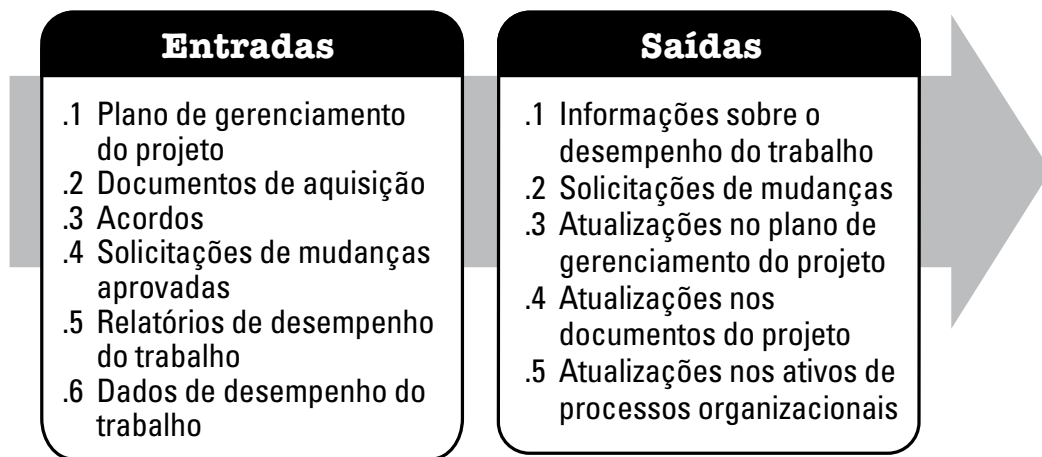 Entradas
.1 Plano de gerenciamento
do projeto
.2 Documentos de aquisição
.3 Acordos
.4 Solicitações de mudanças
aprovadas
.5 Relatórios de desempenho
do trabalho
.6 Dados de desempenho do
trabalho
Saídas
.1 Informações sobre o
desempenho do trabalho
.2 Solicitações de mudanças
.3 Atualizações no plano de
gerenciamento do projeto
.4 Atualizações nos
documentos do projeto
.5 Atualizações nos ativos de
processos organizacionais